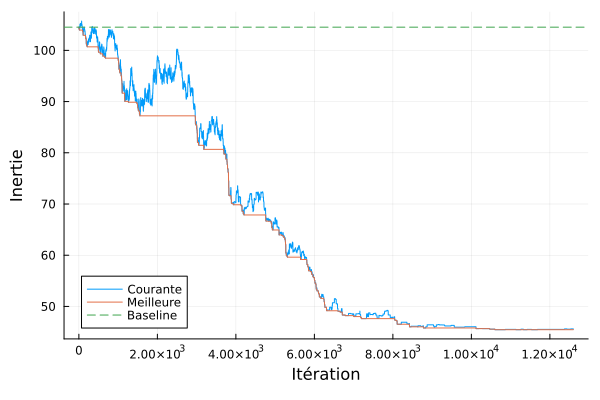 Inertie
100
90
80
70
60
50
Courante
Meilleure
Baseline
0
2.00×10³
4.00×10³
6.00×10³
8.00×10³
1.00×10⁴
1.20×10⁴
Itération